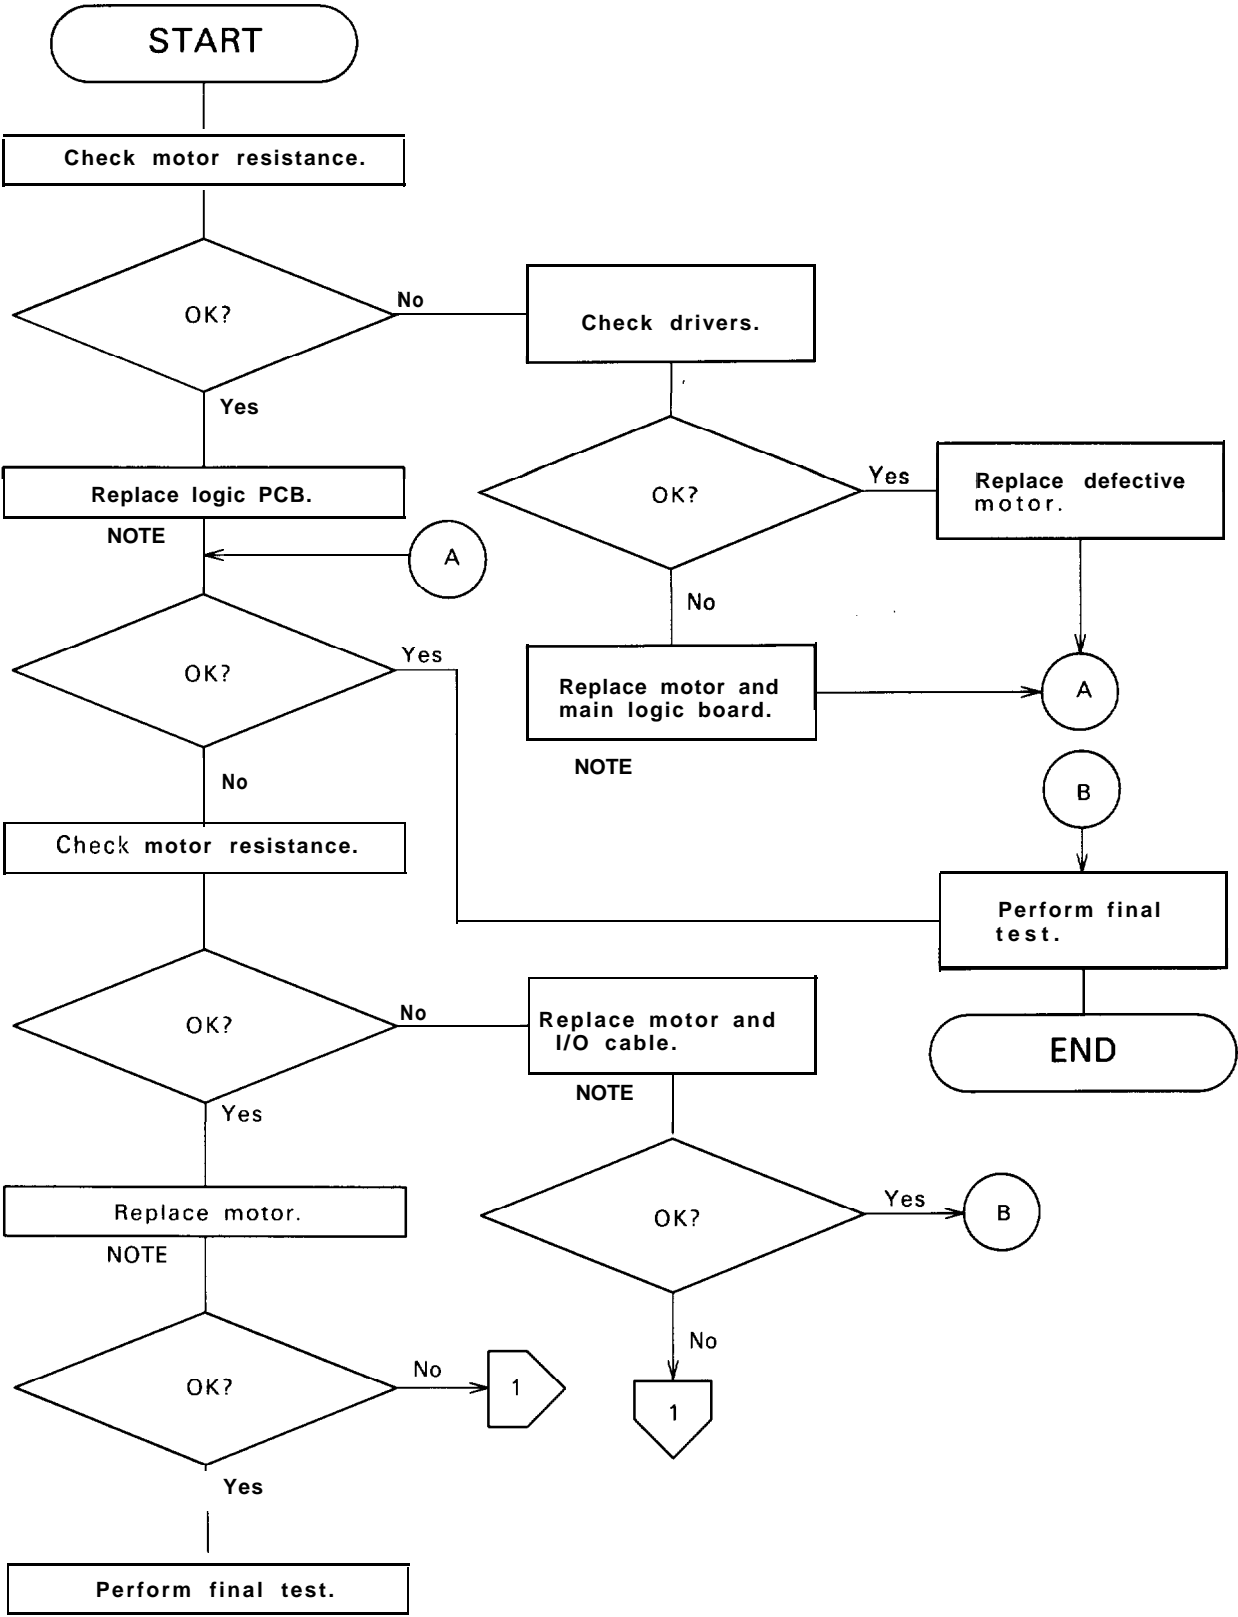 START
Check motor resistance.
OK?
No
Check drivers.
Yes
OK?
Yes
Replace defective
motor.
Replace logic PCB.
NOTE
A
No
OK?
Yes
Replace motor and
main logic board.
A
NOTE
No
B
Check motor resistance.
Perform final
test.
OK?
No
Replace motor and
I/O cable.
END
NOTE
Yes
Replace motor.
OK?
Yes
B
NOTE
No
OK?
No
1
1
Yes
Perform final test.